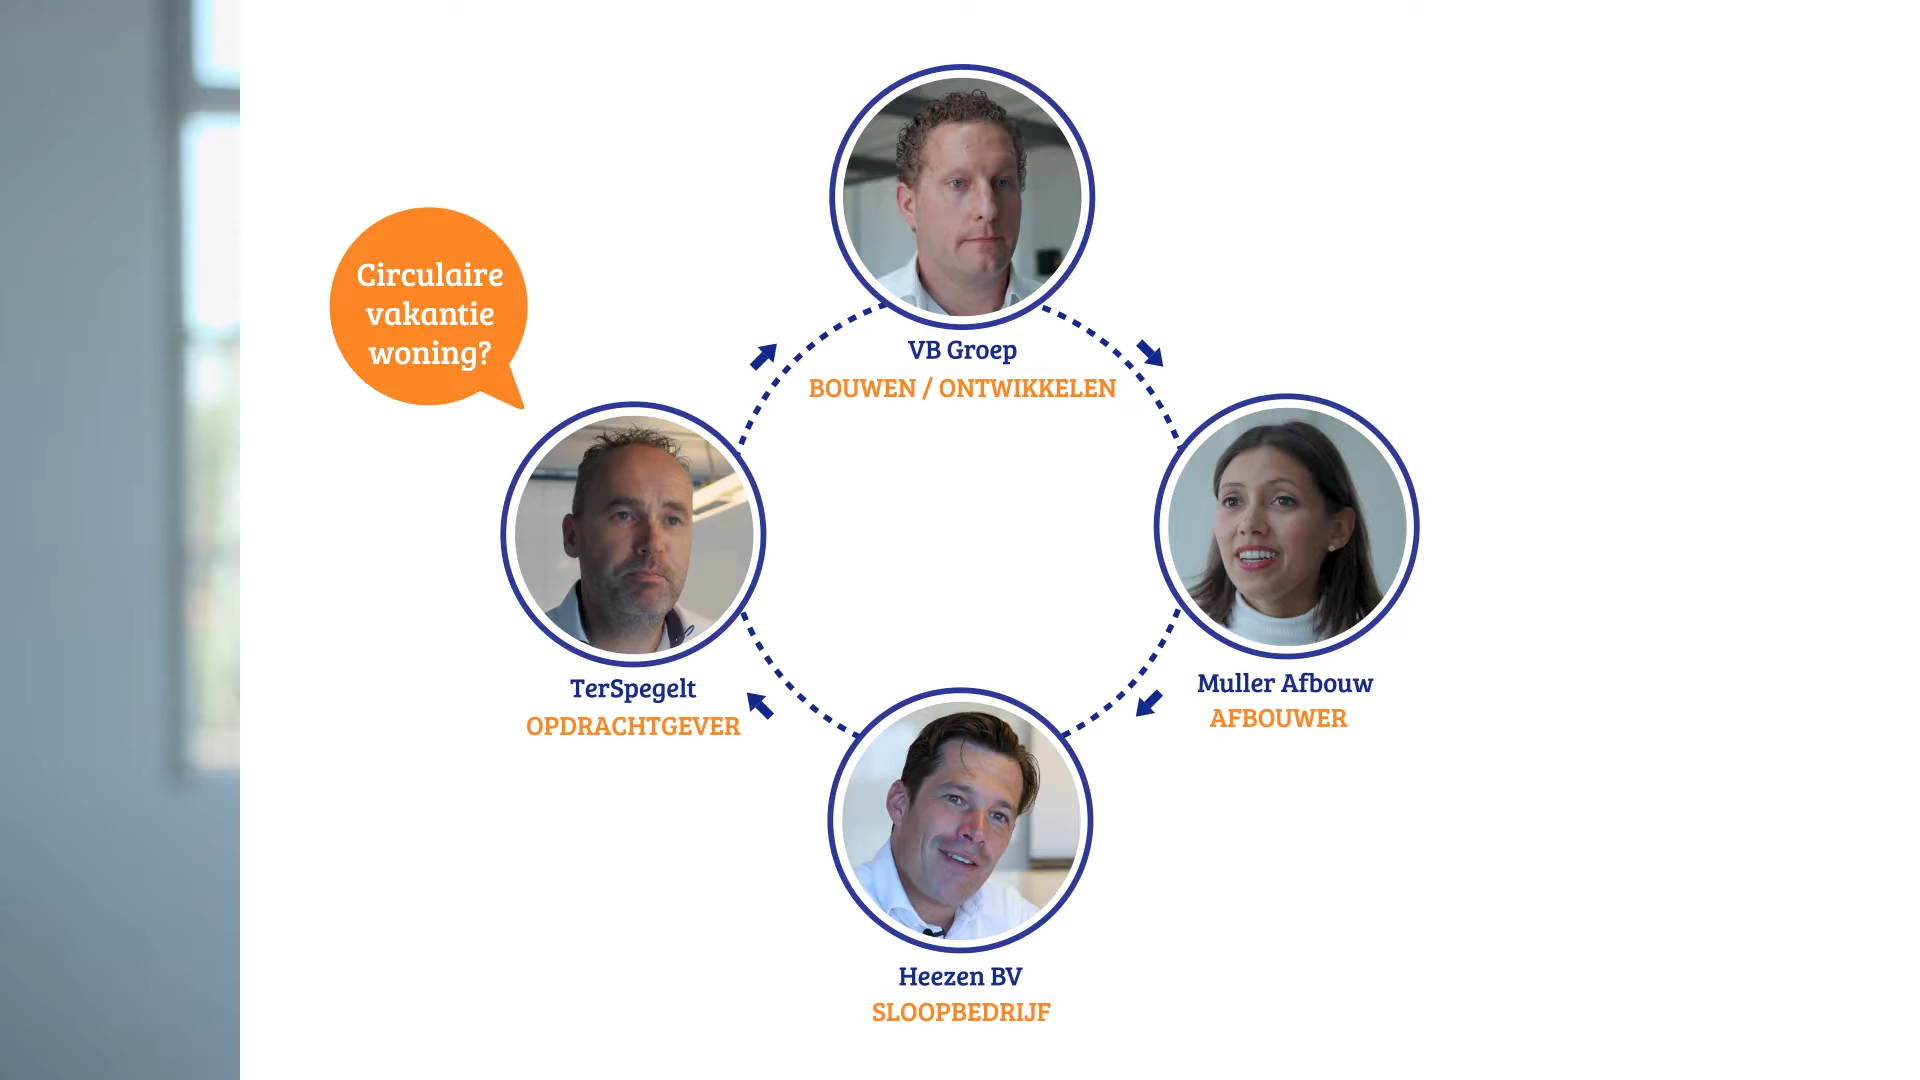 Circulaire
vakantie
woning?
VB Groep
BOUWEN / ONTWIKKELEN
TerSpegelt
OPDRACHTGEVER
Muller Afbouw
AFBOUWER
Heezen BV
SLOOPBEDRIJF